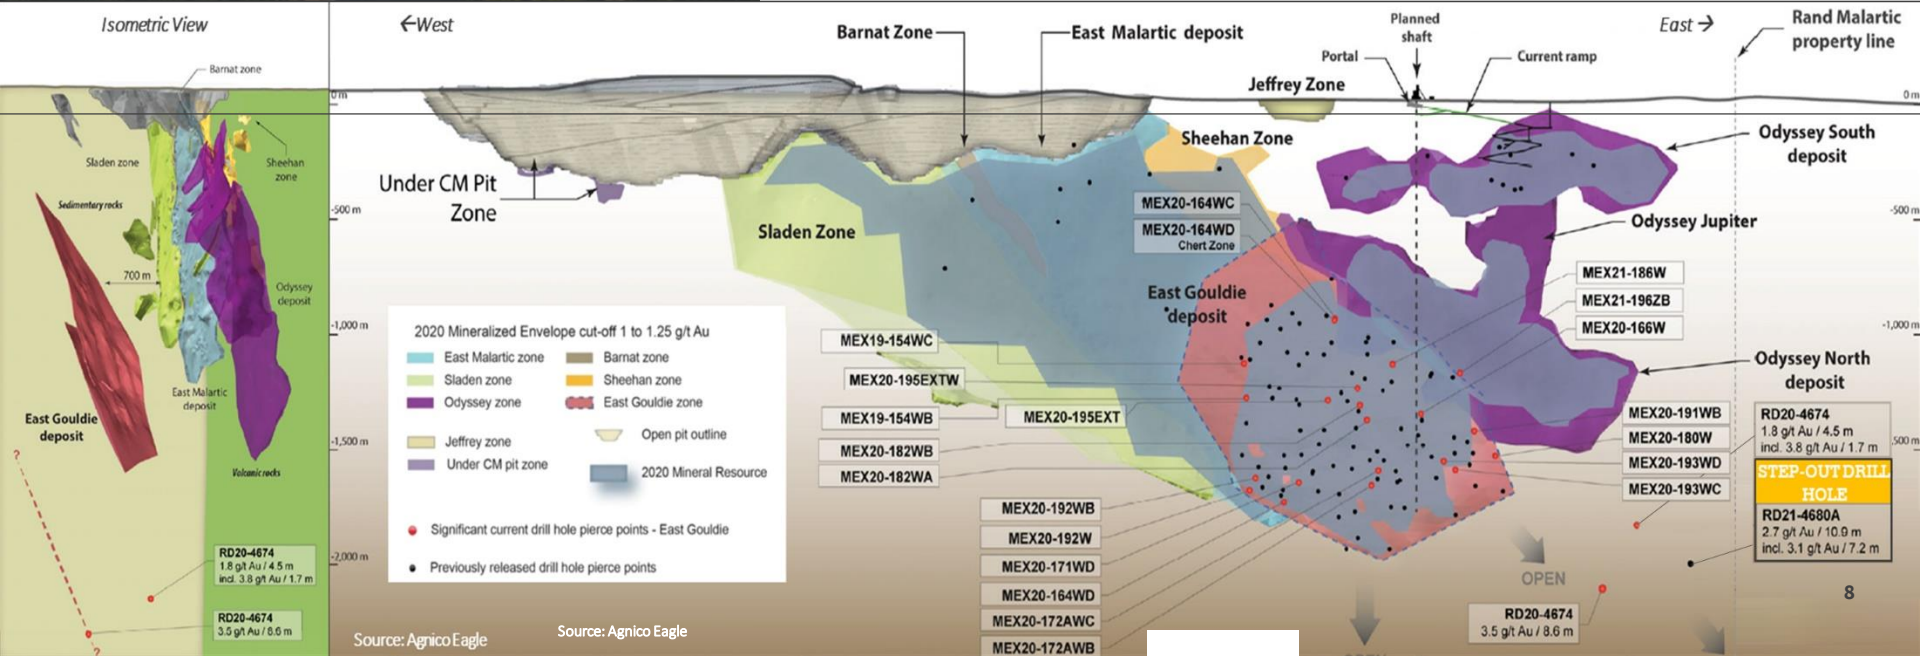 Isometric View
Barnat zone
Sladen zone
Sheehan
zone
Sedimentary rocks
700 m
Odyssey
deposit
East Malartic
deposit
East Gouldie
deposit
Volcanic rocks
?
?
RD20-4674
1.8 g/t Au / 4.5 m
incl. 3.8 g/t Au / 1.7 m
RD20-4674
3.5 g/t Au / 8.6 m
←West
East →
0 m
-500 m
-1,000 m
-1,500 m
-2,000 m
Barnat Zone
East Malartic deposit
Planned
shaft
Portal
Current ramp
Rand Malartic
property line
Jeffrey Zone
Sheehan Zone
Under CM Pit
Zone
Sladen Zone
East Gouldie
deposit
Odyssey South
deposit
Odyssey Jupiter
Odyssey North
deposit
0 m
-500 m
-1,000 m
,500 m
MEX20-164WC
MEX20-164WD
Chert Zone
MEX21-186W
MEX21-196ZB
MEX20-166W
MEX19-154WC
MEX20-195EXTW
MEX19-154WB
MEX20-195EXT
MEX20-182WB
MEX20-182WA
MEX20-192WB
MEX20-192W
MEX20-171WD
MEX20-164WD
MEX20-172AWC
MEX20-172AWB
MEX20-191WB
MEX20-180W
MEX20-193WD
MEX20-193WC
RD20-4674
1.8 g/t Au / 4.5 m
incl. 3.8 g/t Au / 1.7 m
STEP-OUT DRILL
HOLE
RD21-4680A
2.7 g/t Au / 10.9 m
incl. 3.1 g/t Au / 7.2 m
RD20-4674
3.5 g/t Au / 8.6 m
OPEN
8
2020 Mineralized Envelope cut-off 1 to 1.25 g/t Au
East Malartic zone
Barnat zone
Sladen zone
Sheehan zone
Odyssey zone
East Gouldie zone
Jeffrey zone
Open pit outline
Under CM pit zone
2020 Mineral Resource
Significant current drill hole pierce points - East Gouldie
Previously released drill hole pierce points
Source: Agnico Eagle
Source: Agnico Eagle